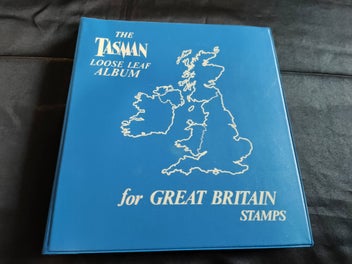 THE
TASMAN
LOOSE LEAF
ALBUM
for GREAT BRITAIN
STAMPS